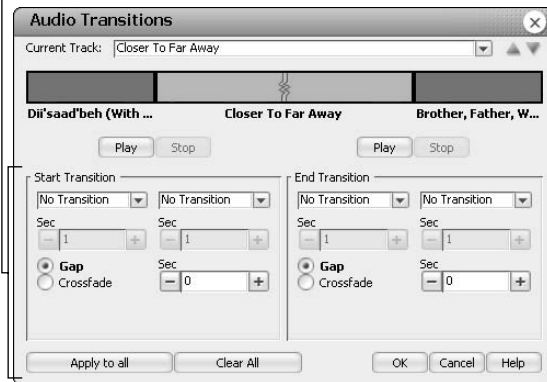 Audio Transitions
Current Track: Closer To Far Away
Dii'saad'beh (With ... Closer To Far Away Brother, Father, W...
Play Stop Play Stop
Start Transition End Transition
No Transition No Transition No Transition No Transition
Sec Sec Sec Sec
1 1 1 1
Gap Sec Gap Sec
Crossfade 0 Crossfade 0
Apply to all Clear All OK Cancel Help